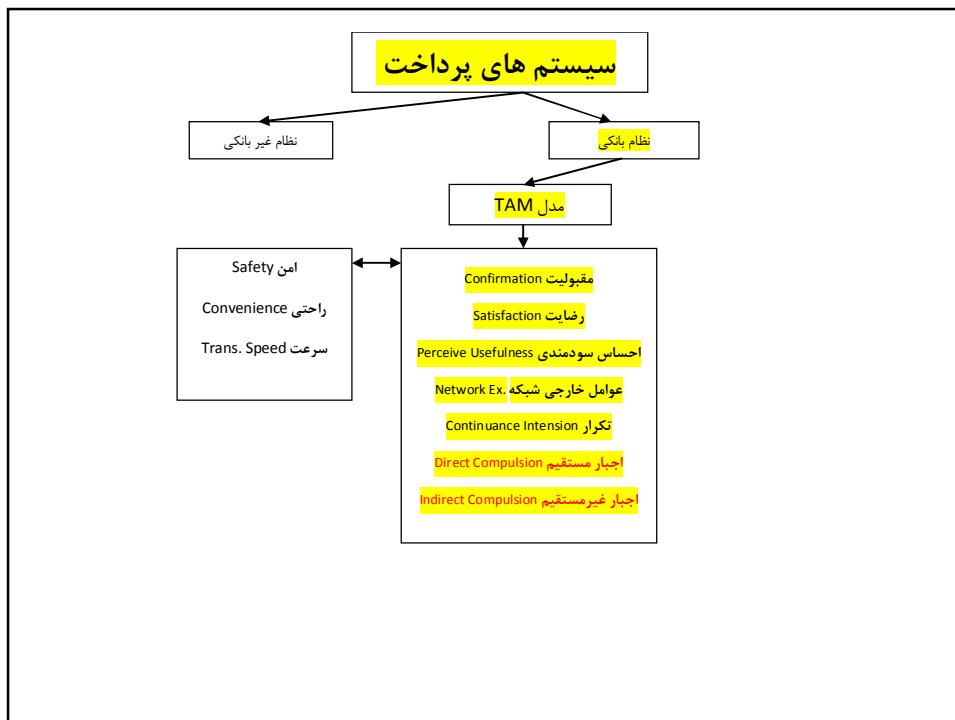 سیستم های پرداخت
نظام بانکی
نظام غیر بانکی
مدل TAM
مقبولیت Confirmation
رضایت Satisfaction
احساس سودمندی Perceive Usefulness
عوامل خارجی شبکه Network Ex.
تکرار Continuance Intension
اجبار مستقیم Direct Compulsion
اجبار غیرمستقیم Indirect Compulsion
امن Safety
راحتی Convenience
سرعت Trans. Speed